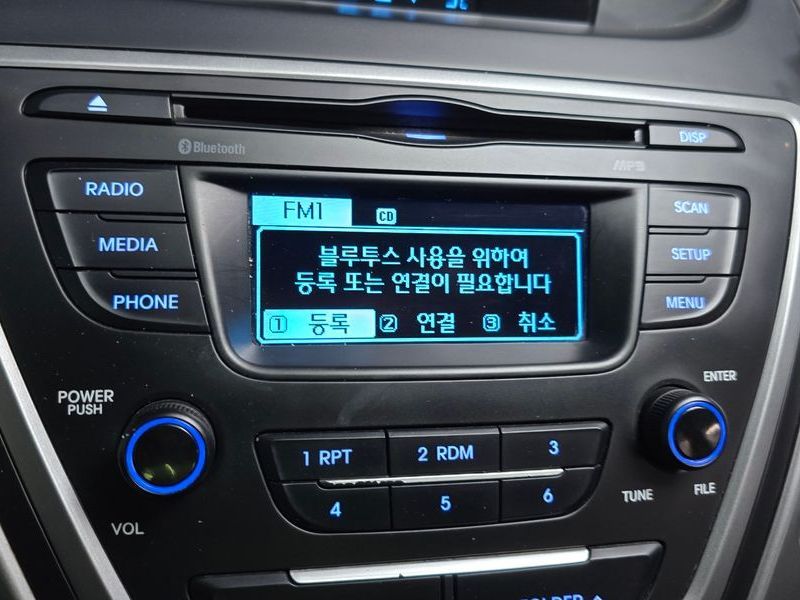 Bluetooth
DISP
MP3
RADIO
MEDIA
PHONE
FM1 CD
블루투스 사용을 위하여
등록 또는 연결이 필요합니다
1 등록 2 연결 3 취소
SCAN
SETUP
MENU
POWER
PUSH
VOL
1 RPT 2 RDM 3
4 5 6
ENTER
TUNE FILE
FOLDER